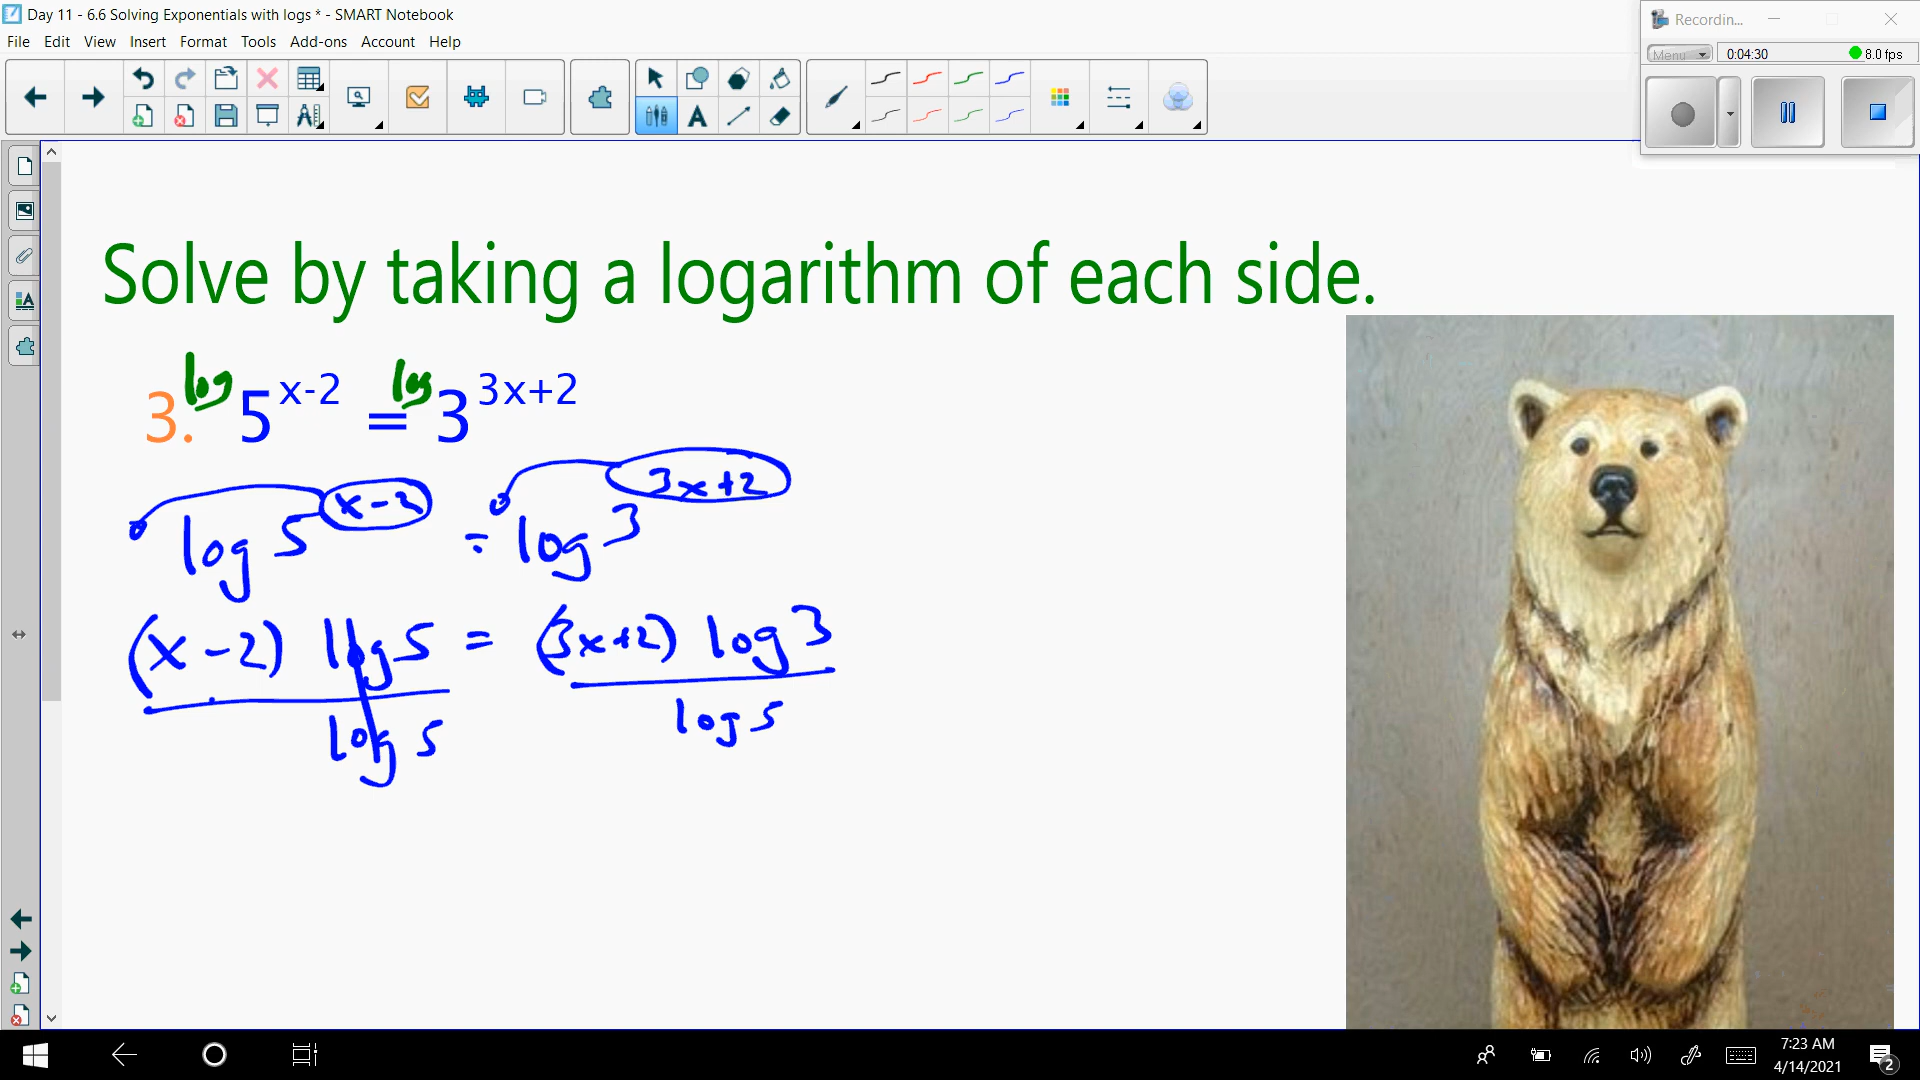 Day 11 - 6.6 Solving Exponentials with logs * - SMART Notebook
File Edit View Insert Format Tools Add-ons Account Help
Recordin...
Menu 0:04:30 8.0 fps
Solve by taking a logarithm of each side.
3. log 5^(x-2) = log 3^(3x+2)
log 5^(x-2) = log 3^(3x+2)
(x-2) log 5 = (3x+2) log 3
log 5 log 5
7:23 AM
4/14/2021
2